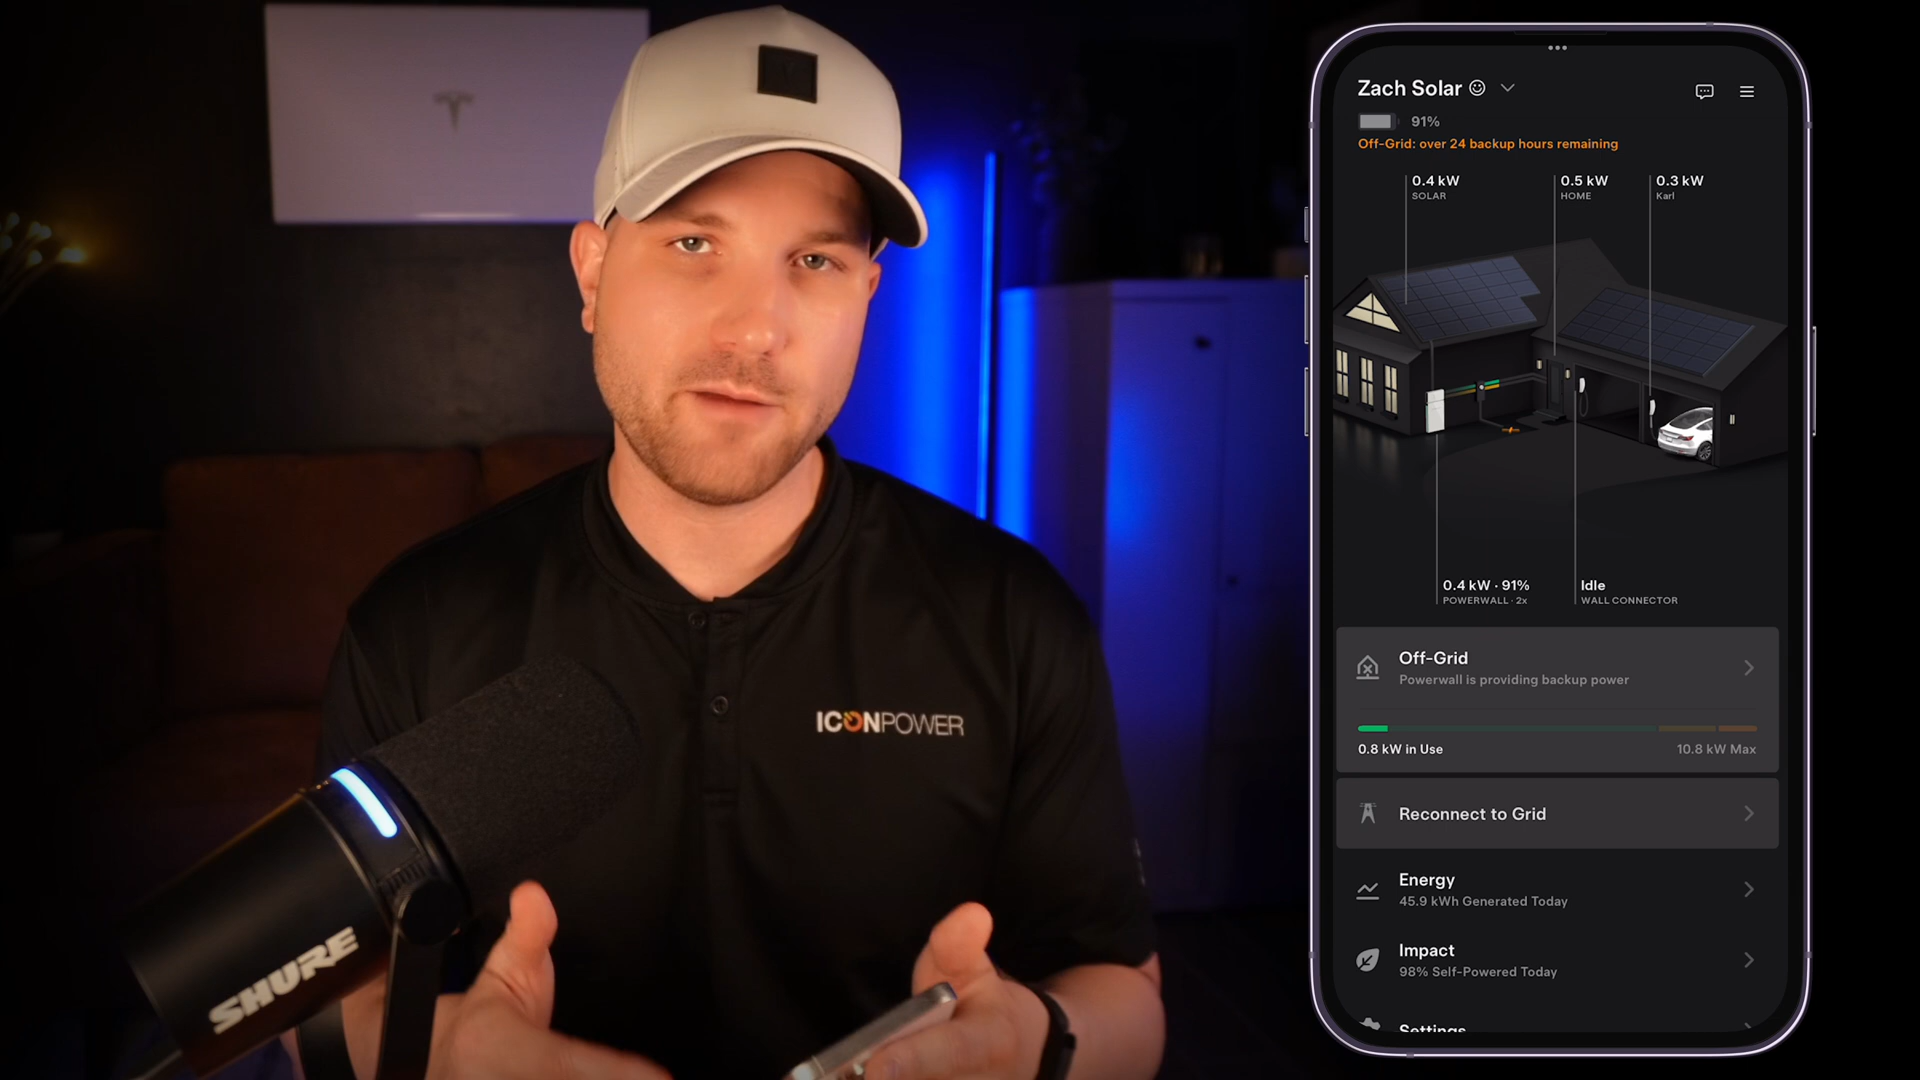 ICONPOWER
SHURE
Zach Solar
91%
Off-Grid: over 24 backup hours remaining
0.4 kW
SOLAR
0.5 kW
HOME
0.3 kW
Karl
0.4 kW · 91%
POWERWALL · 2x
Idle
WALL CONNECTOR
Off-Grid
Powerwall is providing backup power
0.8 kW in Use
10.8 kW Max
Reconnect to Grid
Energy
45.9 kWh Generated Today
Impact
98% Self-Powered Today
Settings